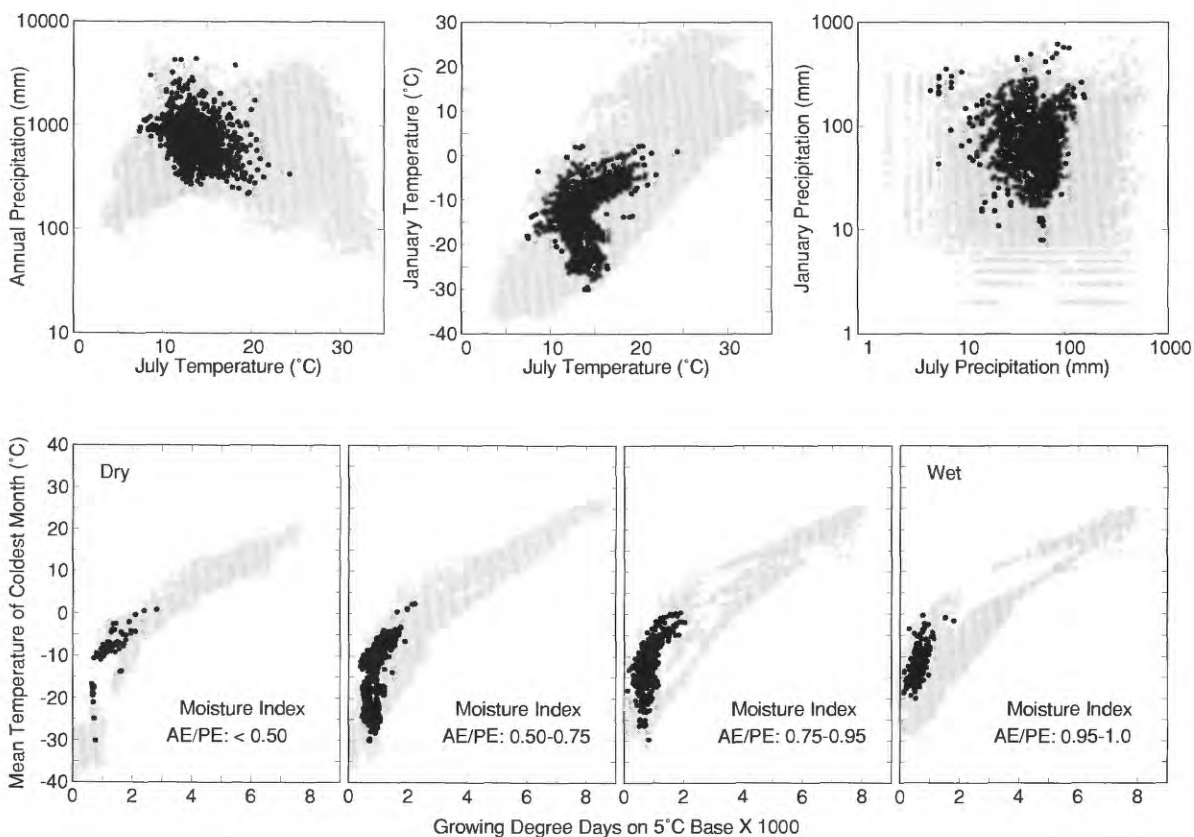 10000
1000
100
10
Annual Precipitation (mm)
0 10 20 30
July Temperature (˚C)
30
20
10
0
-10
-20
-30
-40
January Temperature (˚C)
0 10 20 30
July Temperature (˚C)
1000
100
10
1
January Precipitation (mm)
1 10 100 1000
July Precipitation (mm)
Mean Temperature of Coldest Month (˚C)
40
30
20
10
0
-10
-20
-30
-40
Dry
Moisture Index
AE/PE: < 0.50
0 2 4 6 8
Moisture Index
AE/PE: 0.50-0.75
0 2 4 6 8
Moisture Index
AE/PE: 0.75-0.95
0 2 4 6 8
Wet
Moisture Index
AE/PE: 0.95-1.0
0 2 4 6 8
Growing Degree Days on 5˚C Base X 1000